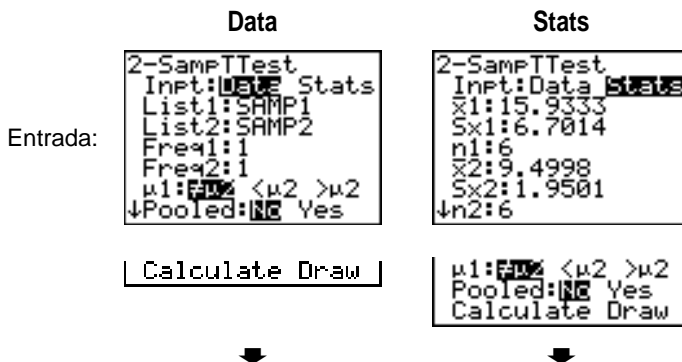 Data
Stats
Entrada:
2-SampTTest
Inpt:Data Stats
List1:SAMP1
List2:SAMP2
Freq1:1
Freq2:1
μ1:≠μ2 <μ2 >μ2
↓Pooled:No Yes
Calculate Draw
2-SampTTest
Inpt:Data Stats
x̄1:15.9333
Sx1:6.7014
n1:6
x̄2:9.4998
Sx2:1.9501
↓n2:6
μ1:≠μ2 <μ2 >μ2
Pooled:No Yes
Calculate Draw